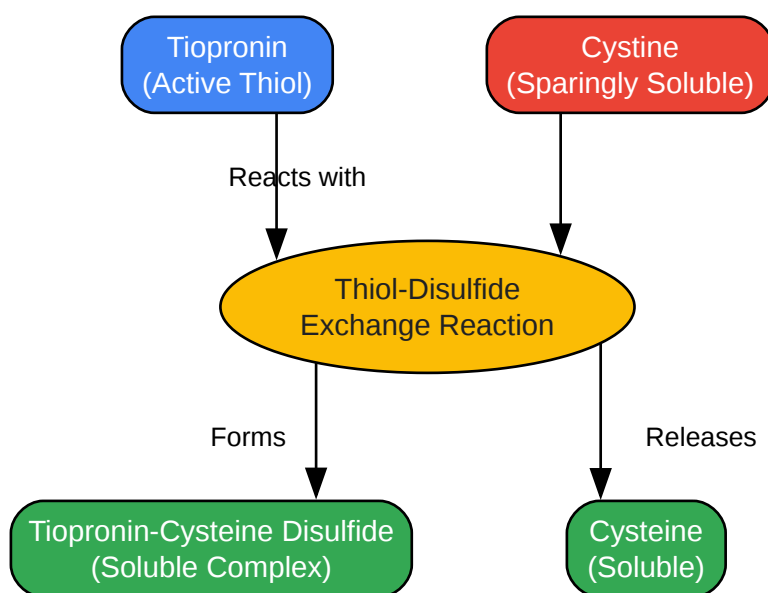 Tiopronin
(Active Thiol)
Cystine
(Sparingly Soluble)
Reacts with
Thiol-Disulfide
Exchange Reaction
Forms
Releases
Tiopronin-Cysteine Disulfide
(Soluble Complex)
Cysteine
(Soluble)